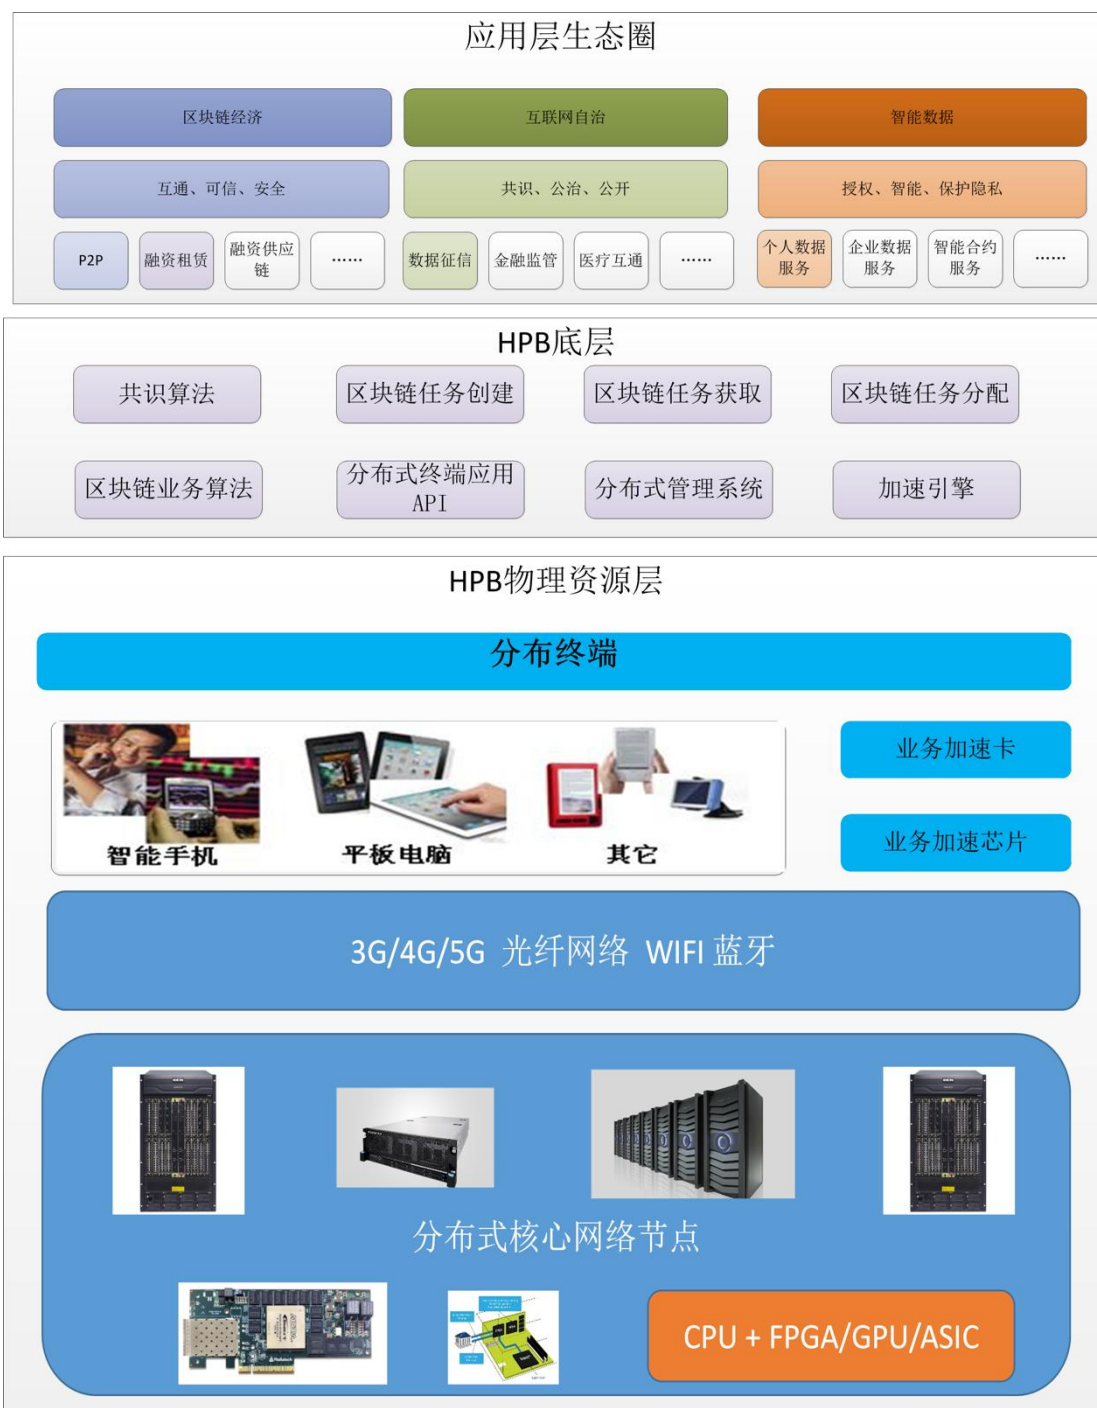 应用层生态圈
区块链经济
互联网自治
智能数据
互通、可信、安全
共识、公治、公开
授权、智能、保护隐私
P2P
融资租赁
融资供应
链
……
数据征信
金融监管
医疗互通
……
个人数据
服务
企业数据
服务
智能合约
服务
……
HPB底层
共识算法
区块链任务创建
区块链任务获取
区块链任务分配
区块链业务算法
分布式终端应用
API
分布式管理系统
加速引擎
HPB物理资源层
分布终端
智能手机
平板电脑
其它
业务加速卡
业务加速芯片
3G/4G/5G 光纤网络 WIFI 蓝牙
分布式核心网络节点
CPU + FPGA/GPU/ASIC